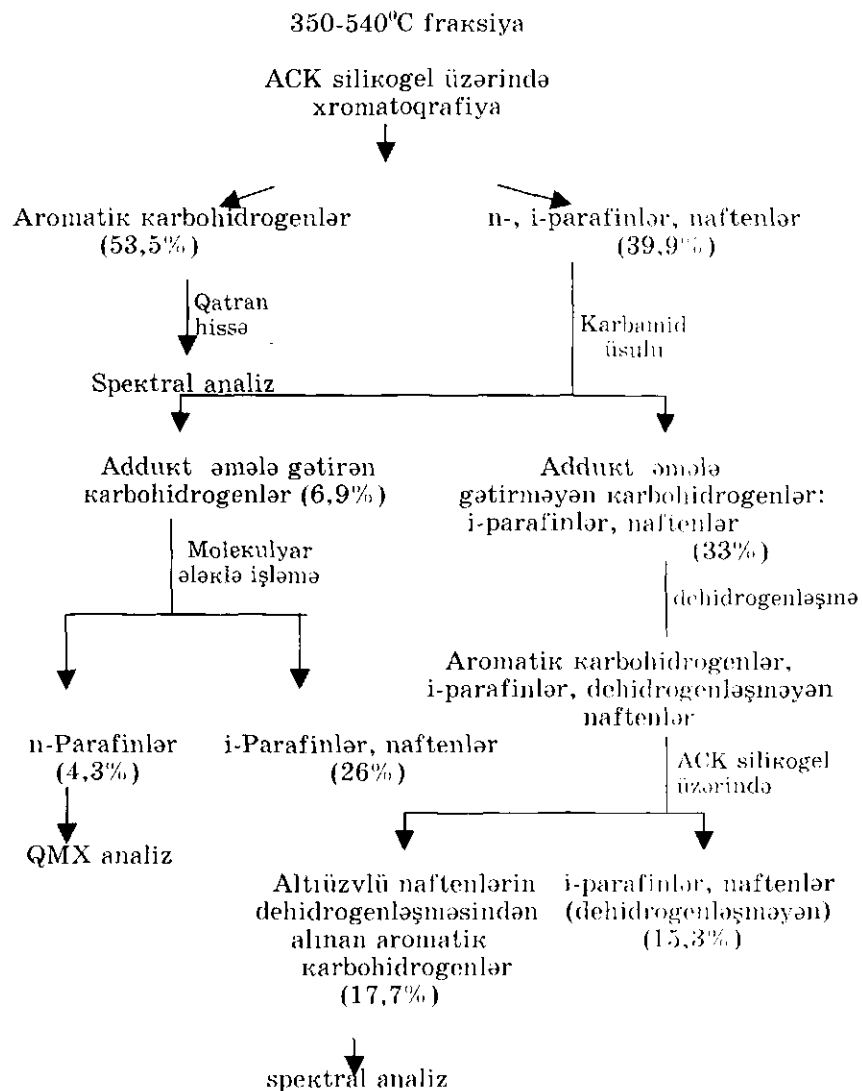 350-540⁰C fraksiya
ACK silikogel üzərində
xromatoqrafiya
Aromatik karbohidrogenlər
(53,5%)
n-, i-parafinlər, naftenlər
(39,9%)
Qatran
hissə
Karbamid
üsulu
Spektral analiz
Addukt əmələ gətirən
karbohidrogenlər (6,9%)
Addukt əmələ
gətirməyən karbohidrogenlər:
i-parafinlər, naftenlər
(33%)
Molekulyar
ələklə işləmə
dehidrogenləşmə
Aromatik karbohidrogenlər,
i-parafinlər, dehidrogenləşməyən
naftenlər
n-Parafinlər
(4,3%)
i-Parafinlər, naftenlər
(26%)
ACK silikogel
üzərində
QMX analiz
Altıüzvlü naftenlərin
dehidrogenləşməsindən
alınan aromatik
karbohidrogenlər
(17,7%)
i-parafinlər, naftenlər
(dehidrogenləşməyən)
(15,3%)
spektral analiz